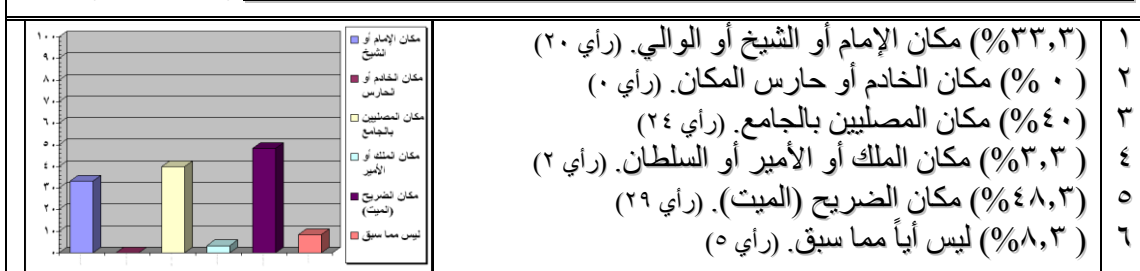 ١ (٣٣,٣%) مكان الإمام أو الشيخ أو الوالي. (رأي ٢٠)
٢ ( ٠ %) مكان الخادم أو حارس المكان. (رأي ٠)
٣ (٤٠%) مكان المصليين بالجامع. (رأي ٢٤)
٤ ( ٣,٣%) مكان الملك أو الأمير أو السلطان. (رأي ٢)
٥ (٤٨,٣%) مكان الضريح (الميت). (رأي ٢٩)
٦ ( ٨,٣%) ليس أياً مما سبق. (رأي ٥)
مكان الإمام أو
الشيخ
مكان الخادم أو
الحارس
مكان المصليين
بالجامع
مكان الملك أو
الأمير
مكان الضريح
(الميت)
ليس مما سبق
١٠٠
٩٠
٨٠
٧٠
٦٠
٥٠
٤٠
٣٠
٢٠
١٠
٠